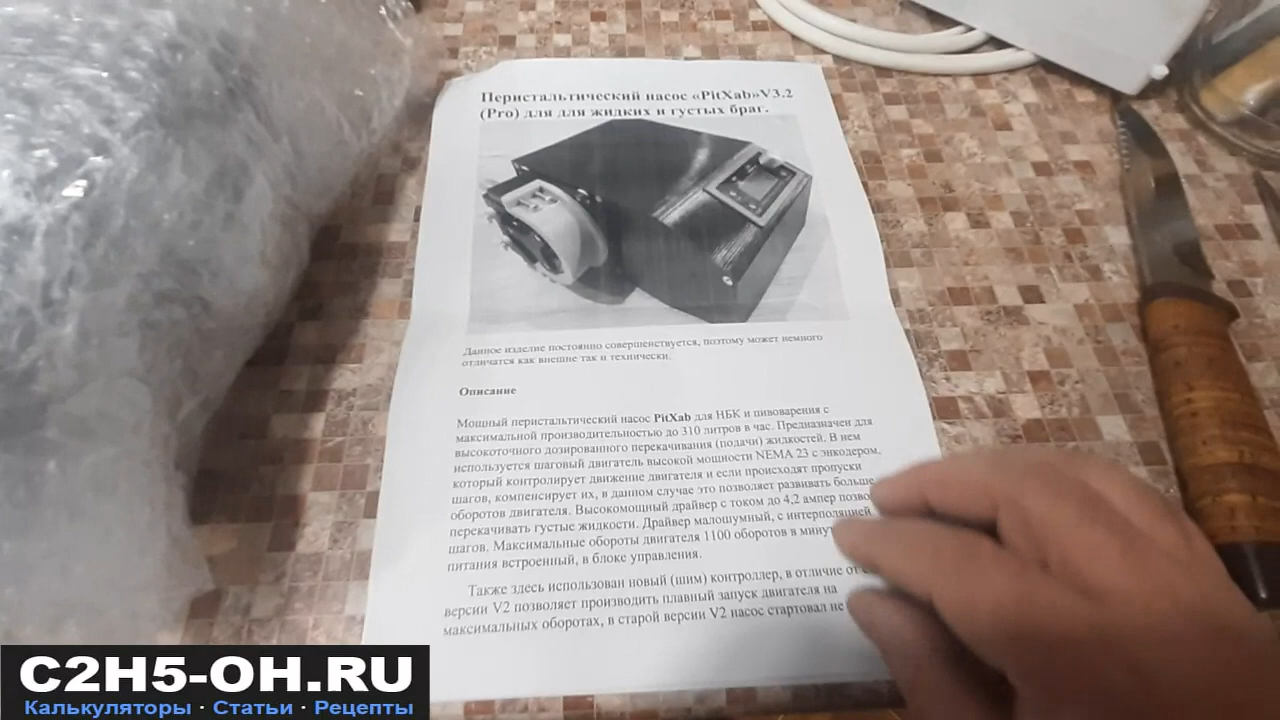 Перистальтический насос «PitXab»V3.2
(Pro) для для жидких и густых браг.
Данное изделие постоянно совершенствуется, поэтому может немного
отличатся как внешне так и технически.
Описание
Мощный перистальтический насос PitXab для НБК и пивоварения с
максимальной производительностью до 310 литров в час. Предназначен для
высокоточного дозированного перекачивания (подачи) жидкостей. В нем
используется шаговый двигатель высокой мощности NEMA 23 с энкодером,
который контролирует движение двигателя и если происходят пропуски
шагов, компенсирует их, в данном случае это позволяет развивать больше
оборотов двигателя. Высокомощный драйвер с током до 4,2 ампер позво
перекачивать густые жидкости. Драйвер малошумный, с интерполяцией
шагов. Максимальные обороты двигателя 1100 оборотов в мину
питания встроенный, в блоке управления.
Также здесь использован новый (шим) контроллер, в отличие от
версии V2 позволяет производить плавный запуск двигателя на
максимальных оборотах, в старой версии V2 насос стартовал не
C2H5-OH.RU
Калькуляторы · Статьи · Рецепты